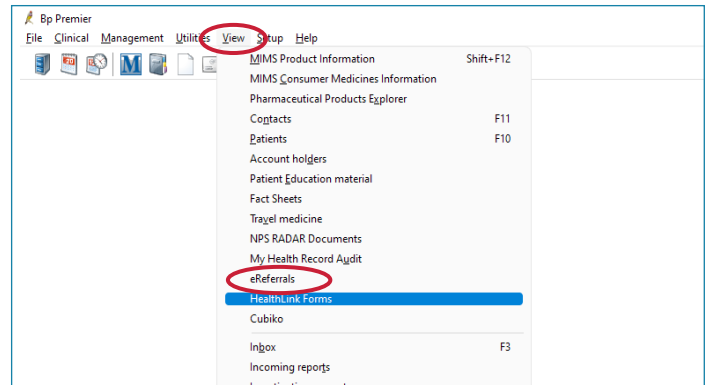 Bp Premier
File Clinical Management Utilities View Setup Help
MIMS Product Information Shift+F12
MIMS Consumer Medicines Information
Pharmaceutical Products Explorer
Contacts F11
Patients F10
Account holders
Patient Education material
Fact Sheets
Travel medicine
NPS RADAR Documents
My Health Record Audit
eReferrals
HealthLink Forms
Cubiko
Inbox F3
Incoming reports